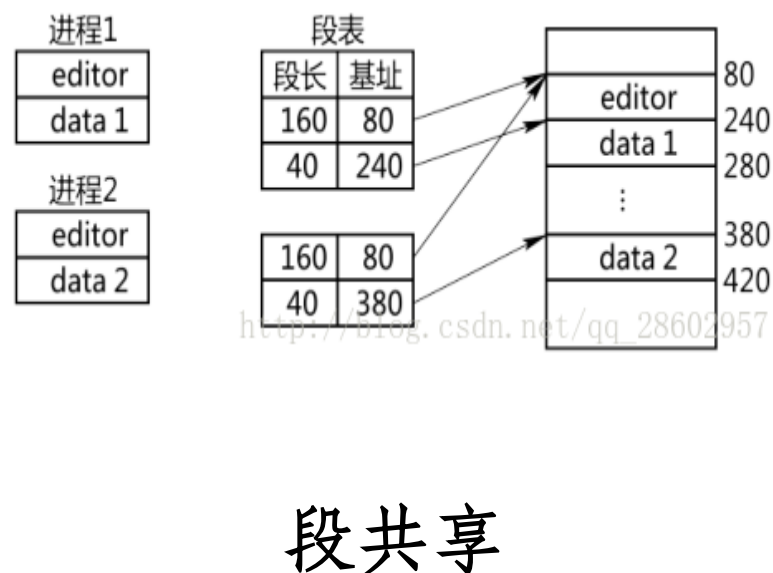 进程1
editor
data 1
进程2
editor
data 2
段表
段长 基址
160 80
40 240
160 80
40 380
80
editor
240
data 1
280
⋮
380
data 2
420
http://blog.csdn.net/qq_28602957
段共享